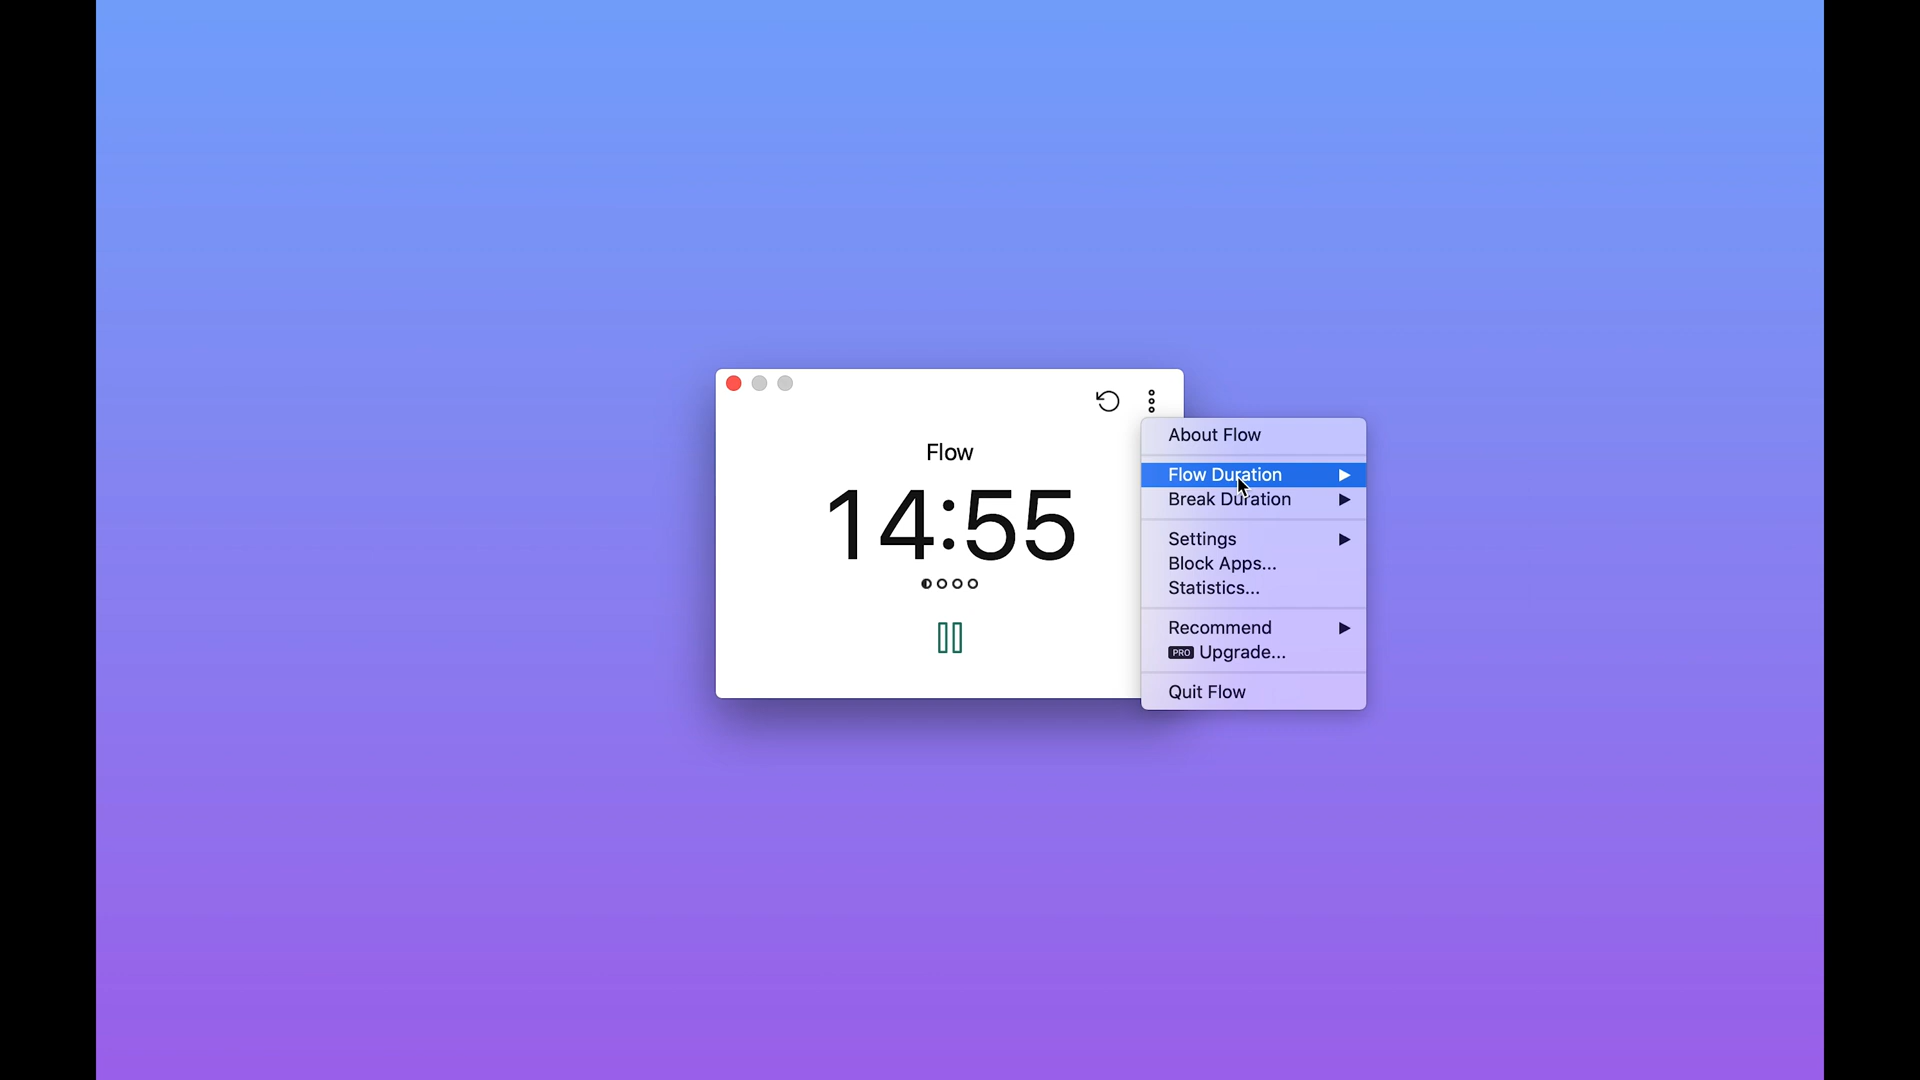 Flow
14:55
About Flow
Flow Duration
Break Duration
Settings
Block Apps...
Statistics...
Recommend
PRO Upgrade...
Quit Flow